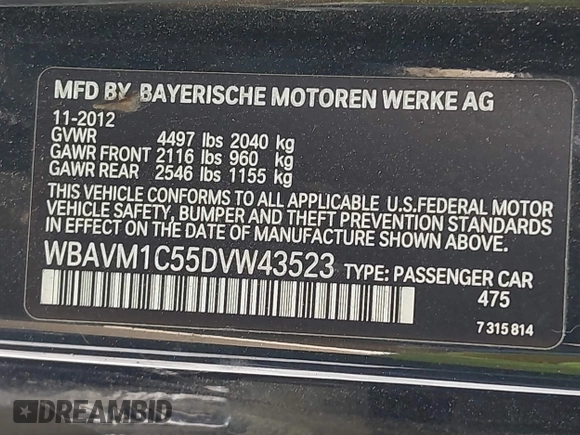 MFD BY BAYERISCHE MOTOREN WERKE AG
11-2012
GVWR 4497 lbs 2040 kg
GAWR FRONT 2116 lbs 960 kg
GAWR REAR 2546 lbs 1155 kg
THIS VEHICLE CONFORMS TO ALL APPLICABLE U.S.FEDERAL MOTOR
VEHICLE SAFETY, BUMPER AND THEFT PREVENTION STANDARDS
IN EFFECT ON THE DATE OF MANUFACTURE SHOWN ABOVE.
WBAVM1C55DVW43523 TYPE: PASSENGER CAR
475
7 315 814
DREAMBID